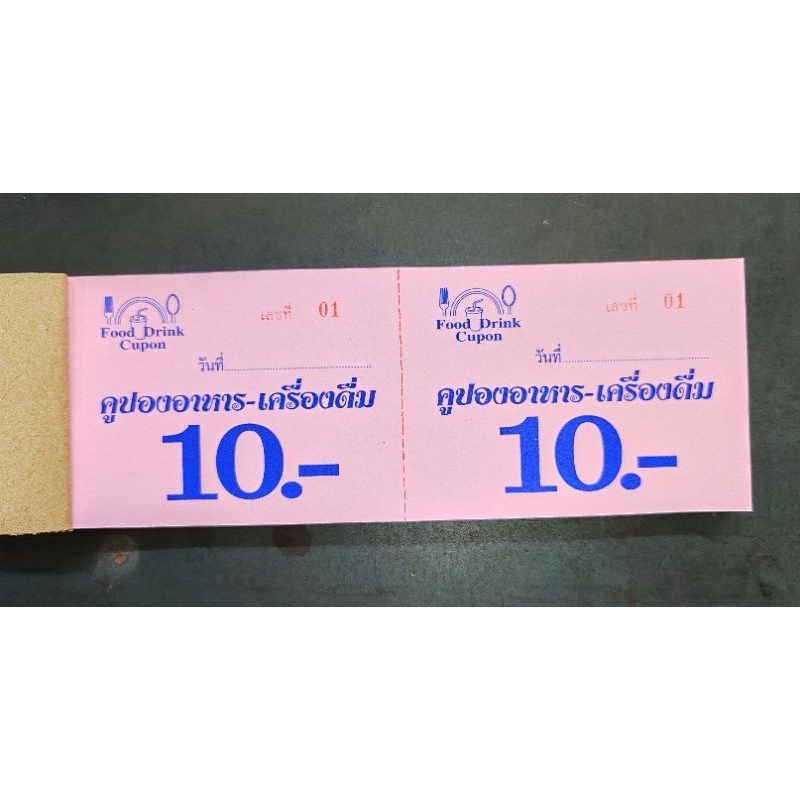 Food Drink
Cupon
เลขที่ 01
วันที่
คูปองอาหาร-เครื่องดื่ม
10.-
Food Drink
Cupon
เลขที่ 01
วันที่
คูปองอาหาร-เครื่องดื่ม
10.-